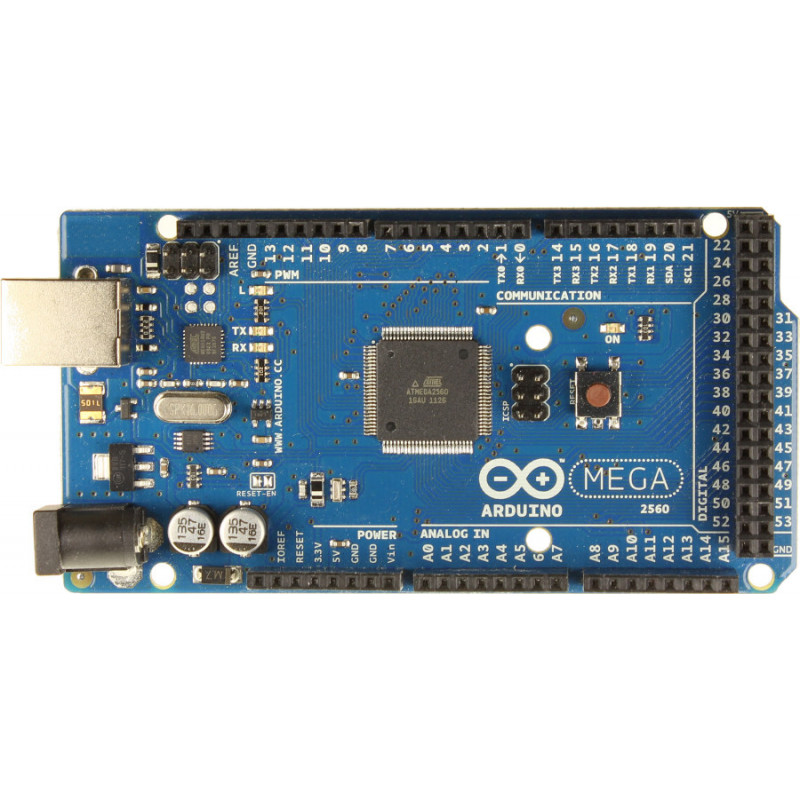 AREF
GND
13
12
11
10
9
8
7
6
5
4
3
2
TX0→1
RX0←0
TX3 14
RX3 15
TX2 16
RX2 17
TX1 18
RX1 19
SDA 20
SCL 21
PWM
L
TX
RX
COMMUNICATION
ON
22
24
26
28
30 31
32 33
34 35
36 37
38 39
40 41
42 43
44 45
46 47
48 49
50 51
52 53
GND
DIGITAL
WWW.ARDUINO.CC
ATMEGA2560
16AU 1126
ICSP
RESET
MEGA
ARDUINO
2560
RESET-EN
135
47
16E
135
47
16E
M7
POWER
ANALOG IN
IOREF
RESET
3.3V
5V
GND
GND
Vin
A0
A1
A2
A3
A4
A5
6
A7
A8
A9
A10
A11
A12
A13
A14
A15